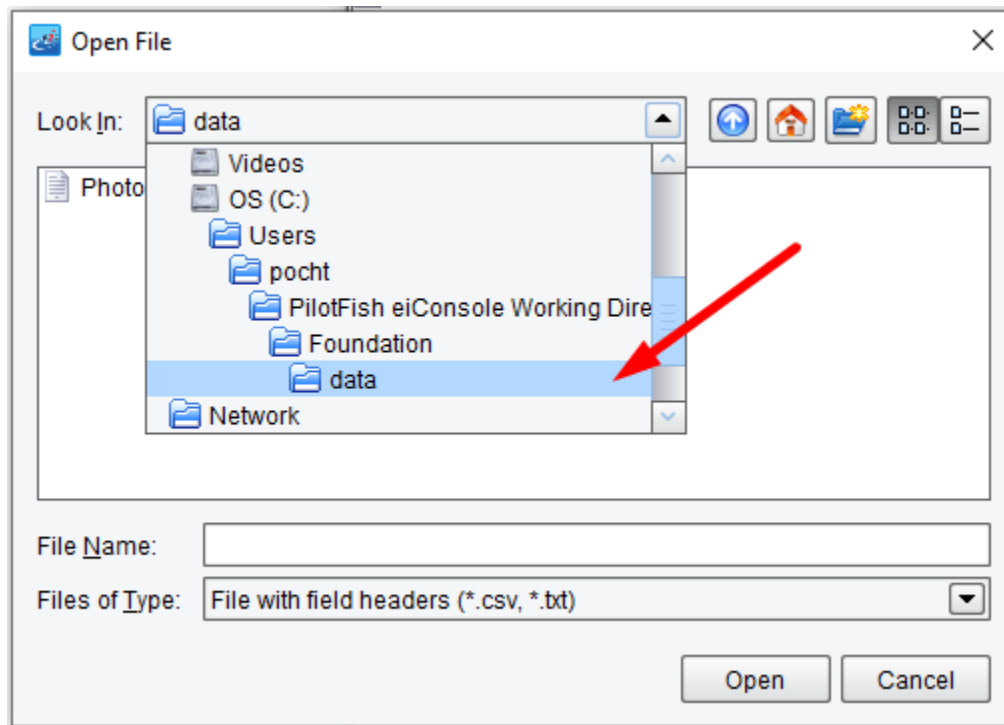 Open File
Look In: data
Videos
Photo
OS (C:)
Users
pocht
PilotFish eiConsole Working Dire
Foundation
data
Network
File Name:
Files of Type: File with field headers (*.csv, *.txt)
Open Cancel